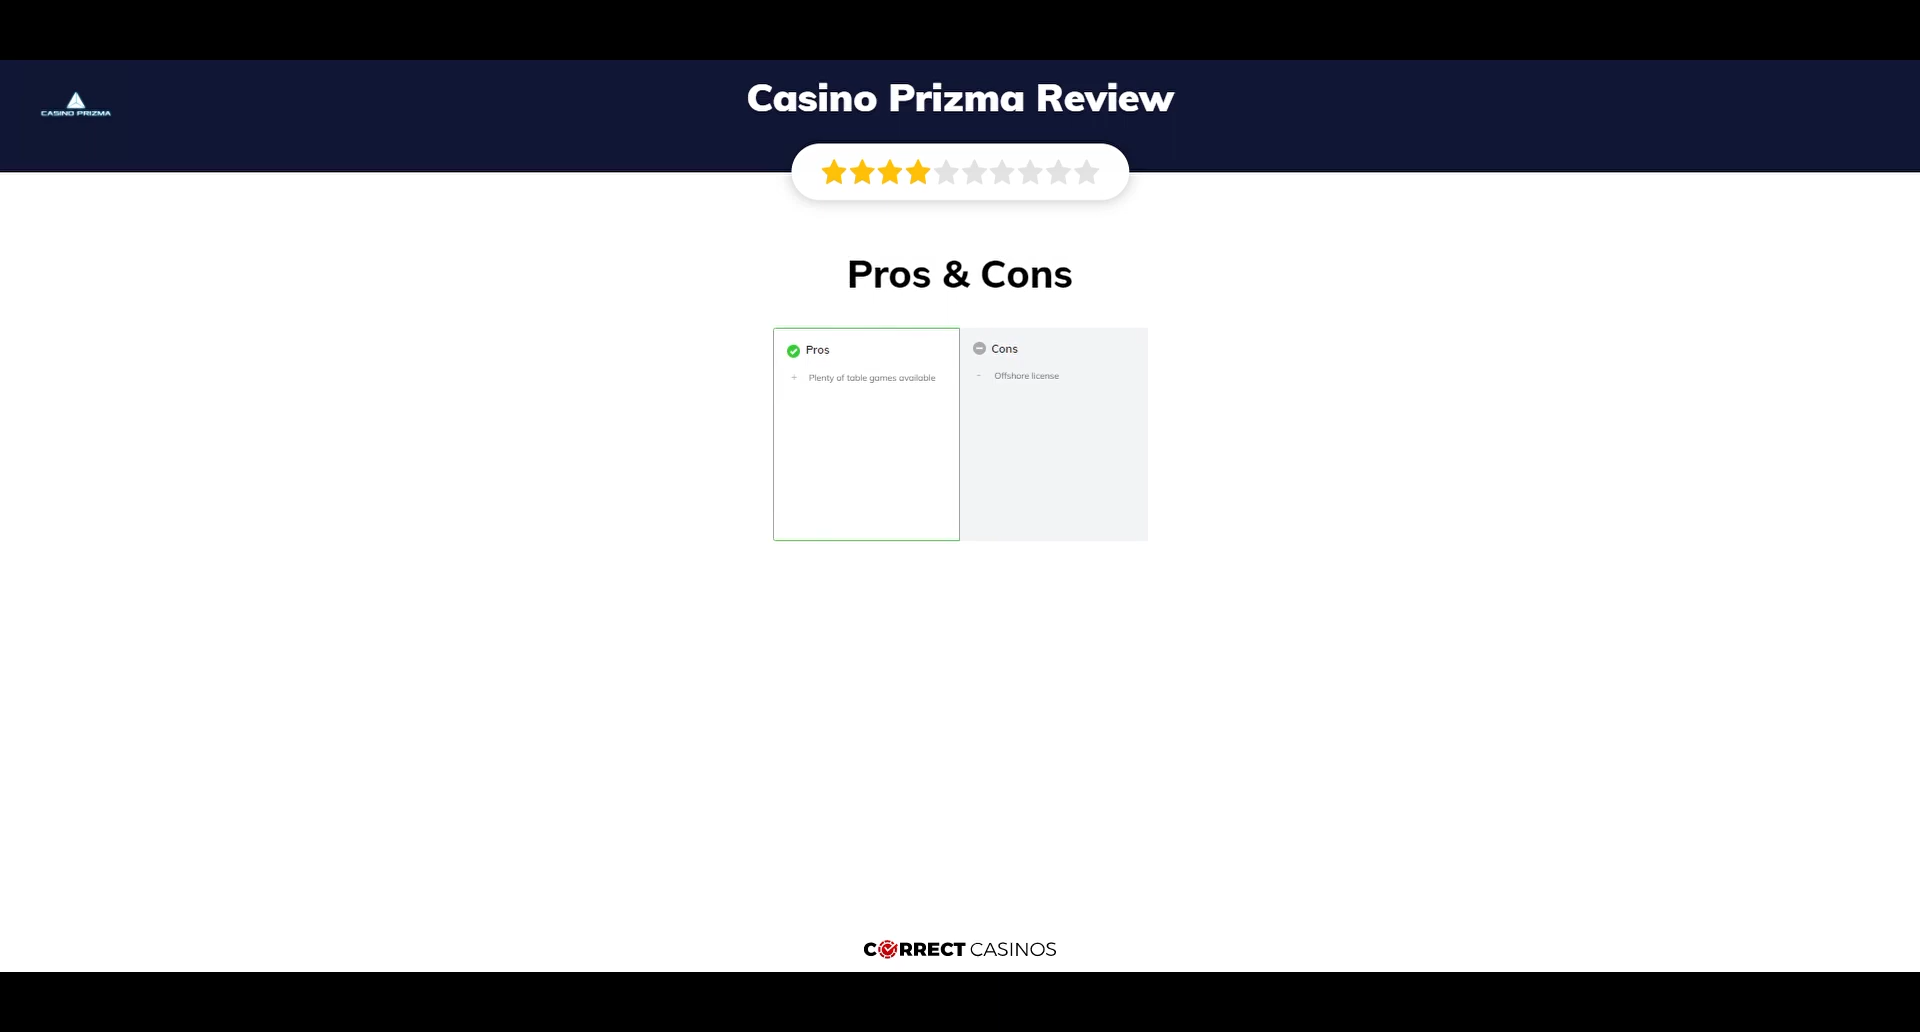 CASINO PRIZMA
Casino Prizma Review
Pros & Cons
Pros
+ Plenty of table games available
Cons
- Offshore license
CORRECT CASINOS